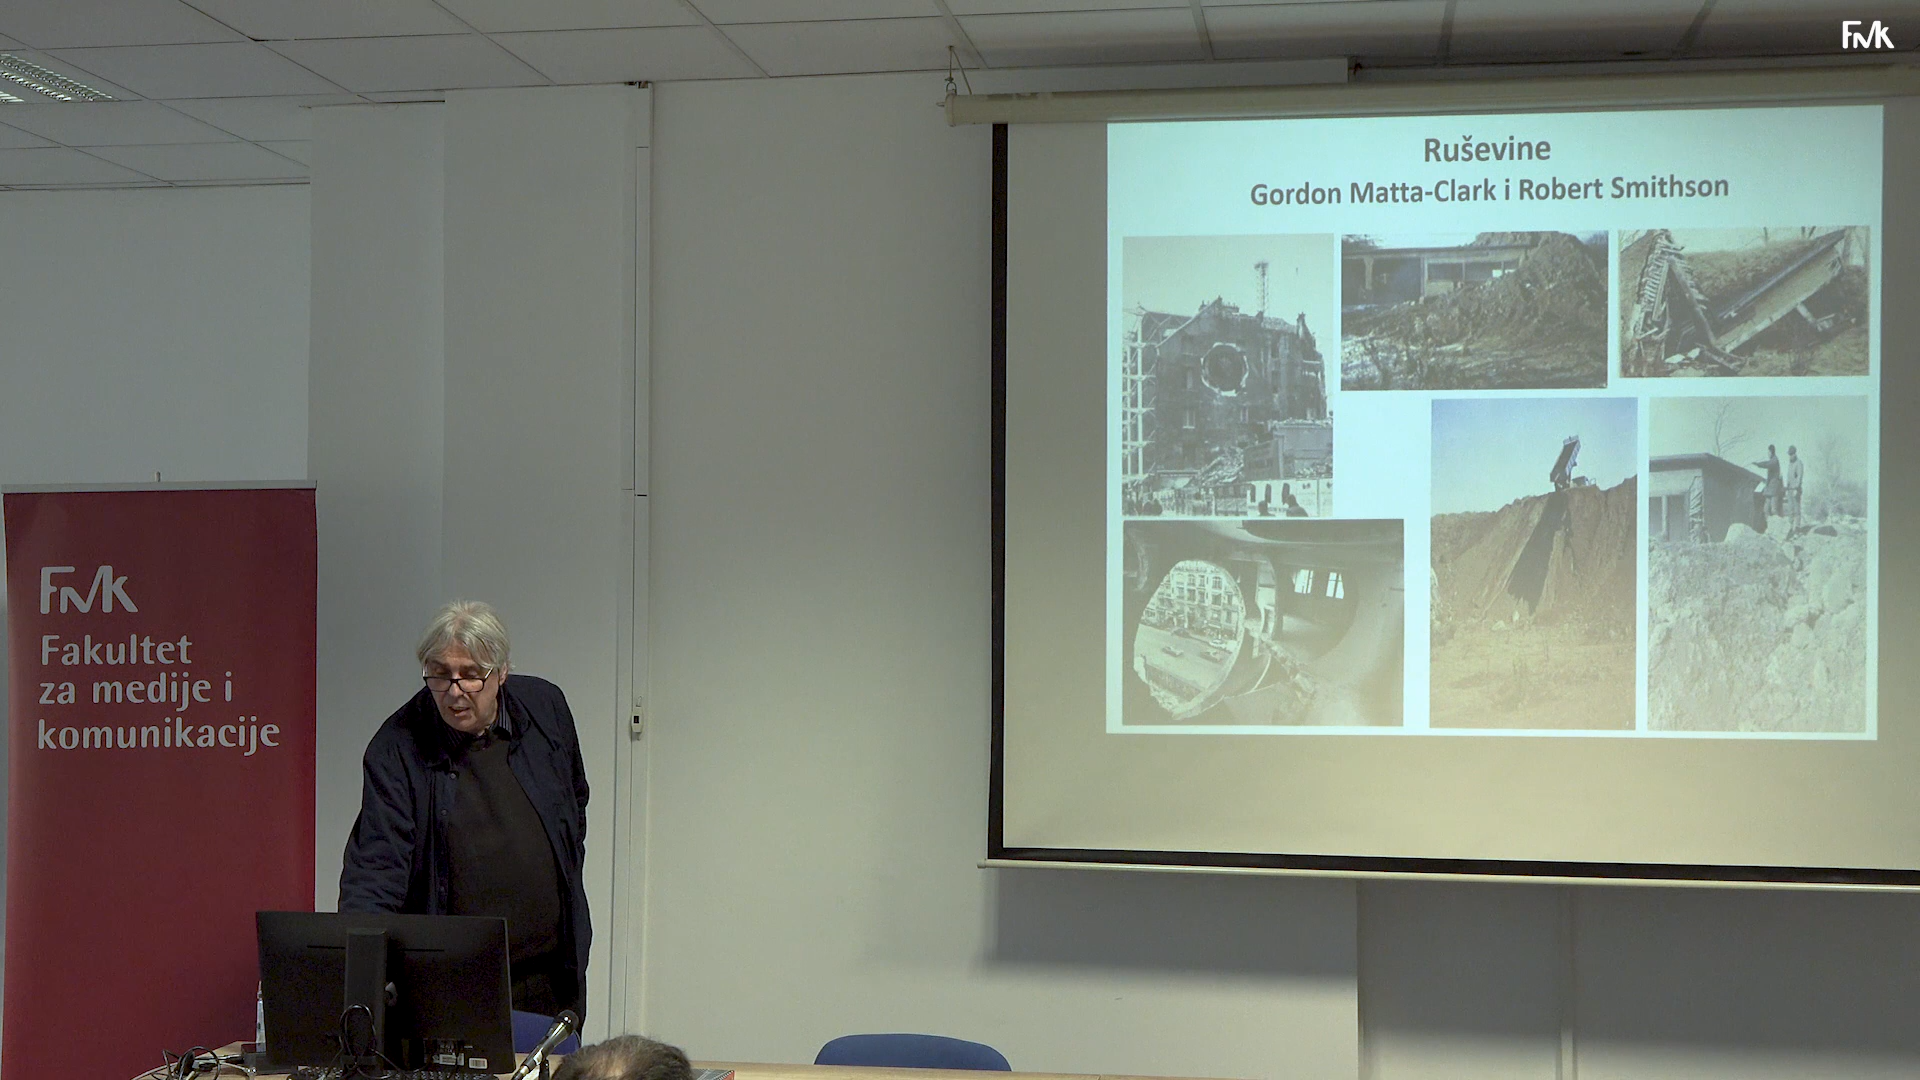 FMK
Ruševine
Gordon Matta-Clark i Robert Smithson
FMK
Fakultet
za medije i
komunikacije